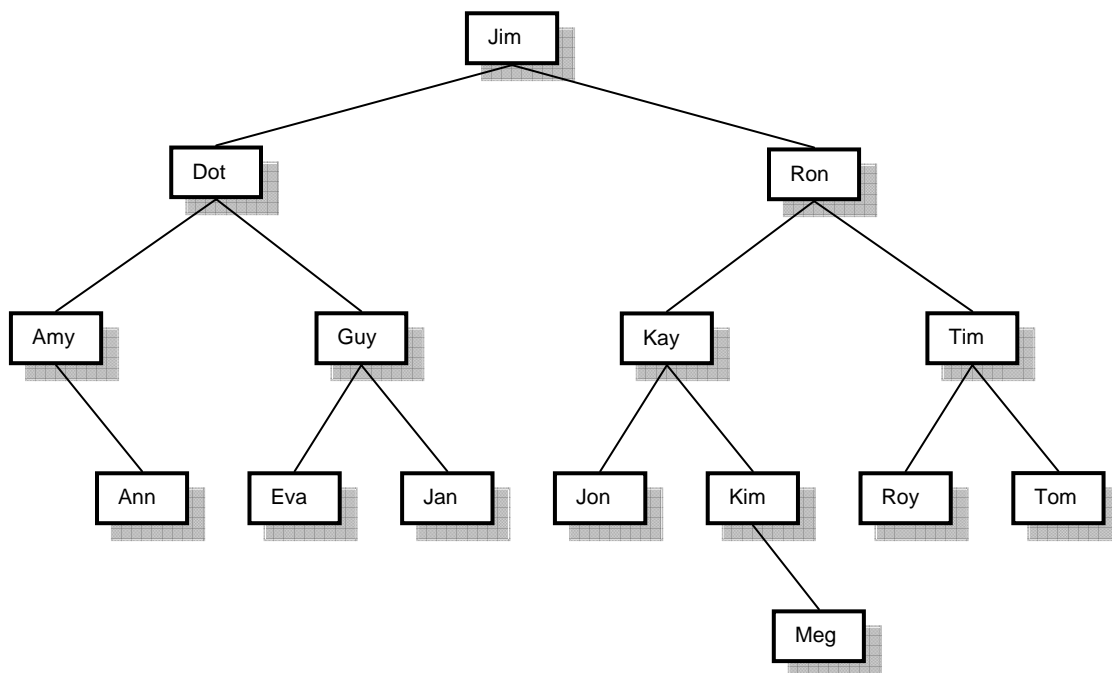 Jim
Dot
Ron
Amy
Guy
Kay
Tim
Ann
Eva
Jan
Jon
Kim
Roy
Tom
Meg